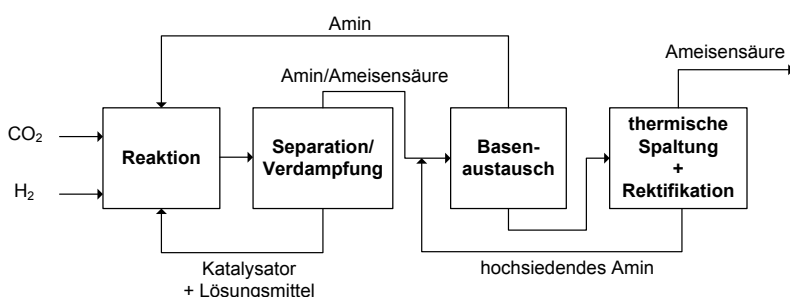 Amin
Ameisensäure
Amin/Ameisensäure
CO₂
H₂
Reaktion
Separation/
Verdampfung
Basen-
austausch
thermische
Spaltung
+
Rektifikation
Katalysator
+ Lösungsmittel
hochsiedendes Amin